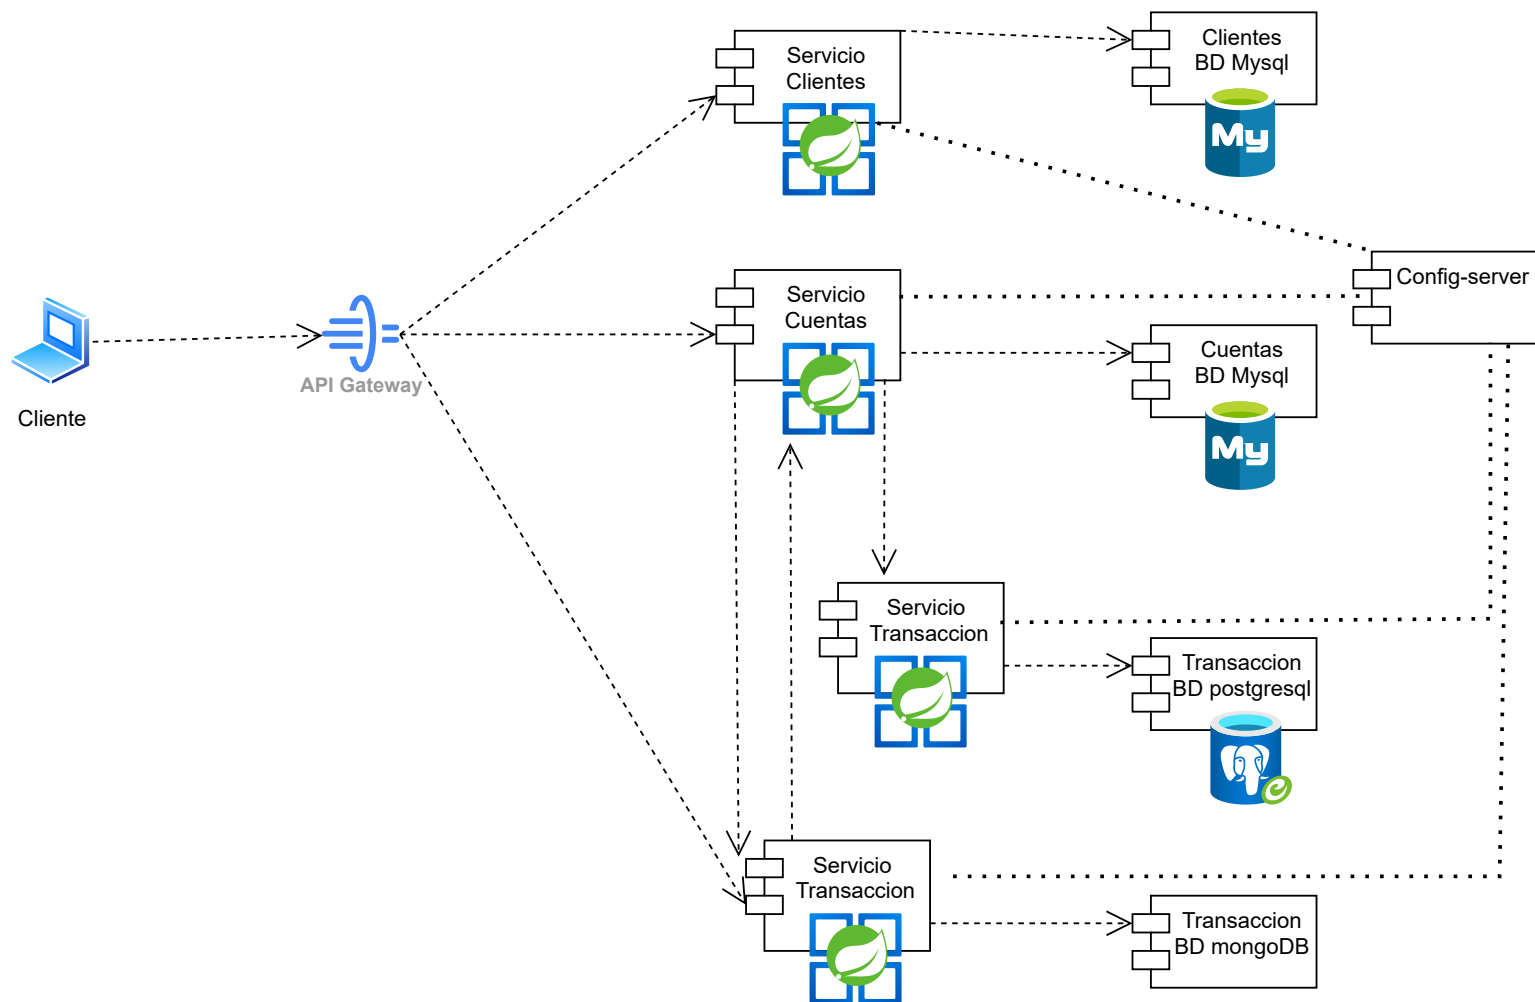 Servicio
Clientes
Clientes
BD Mysql
My
Config-server
Servicio
Cuentas
Cuentas
BD Mysql
My
API Gateway
Cliente
Servicio
Transaccion
Transaccion
BD postgresql
Servicio
Transaccion
Transaccion
BD mongoDB